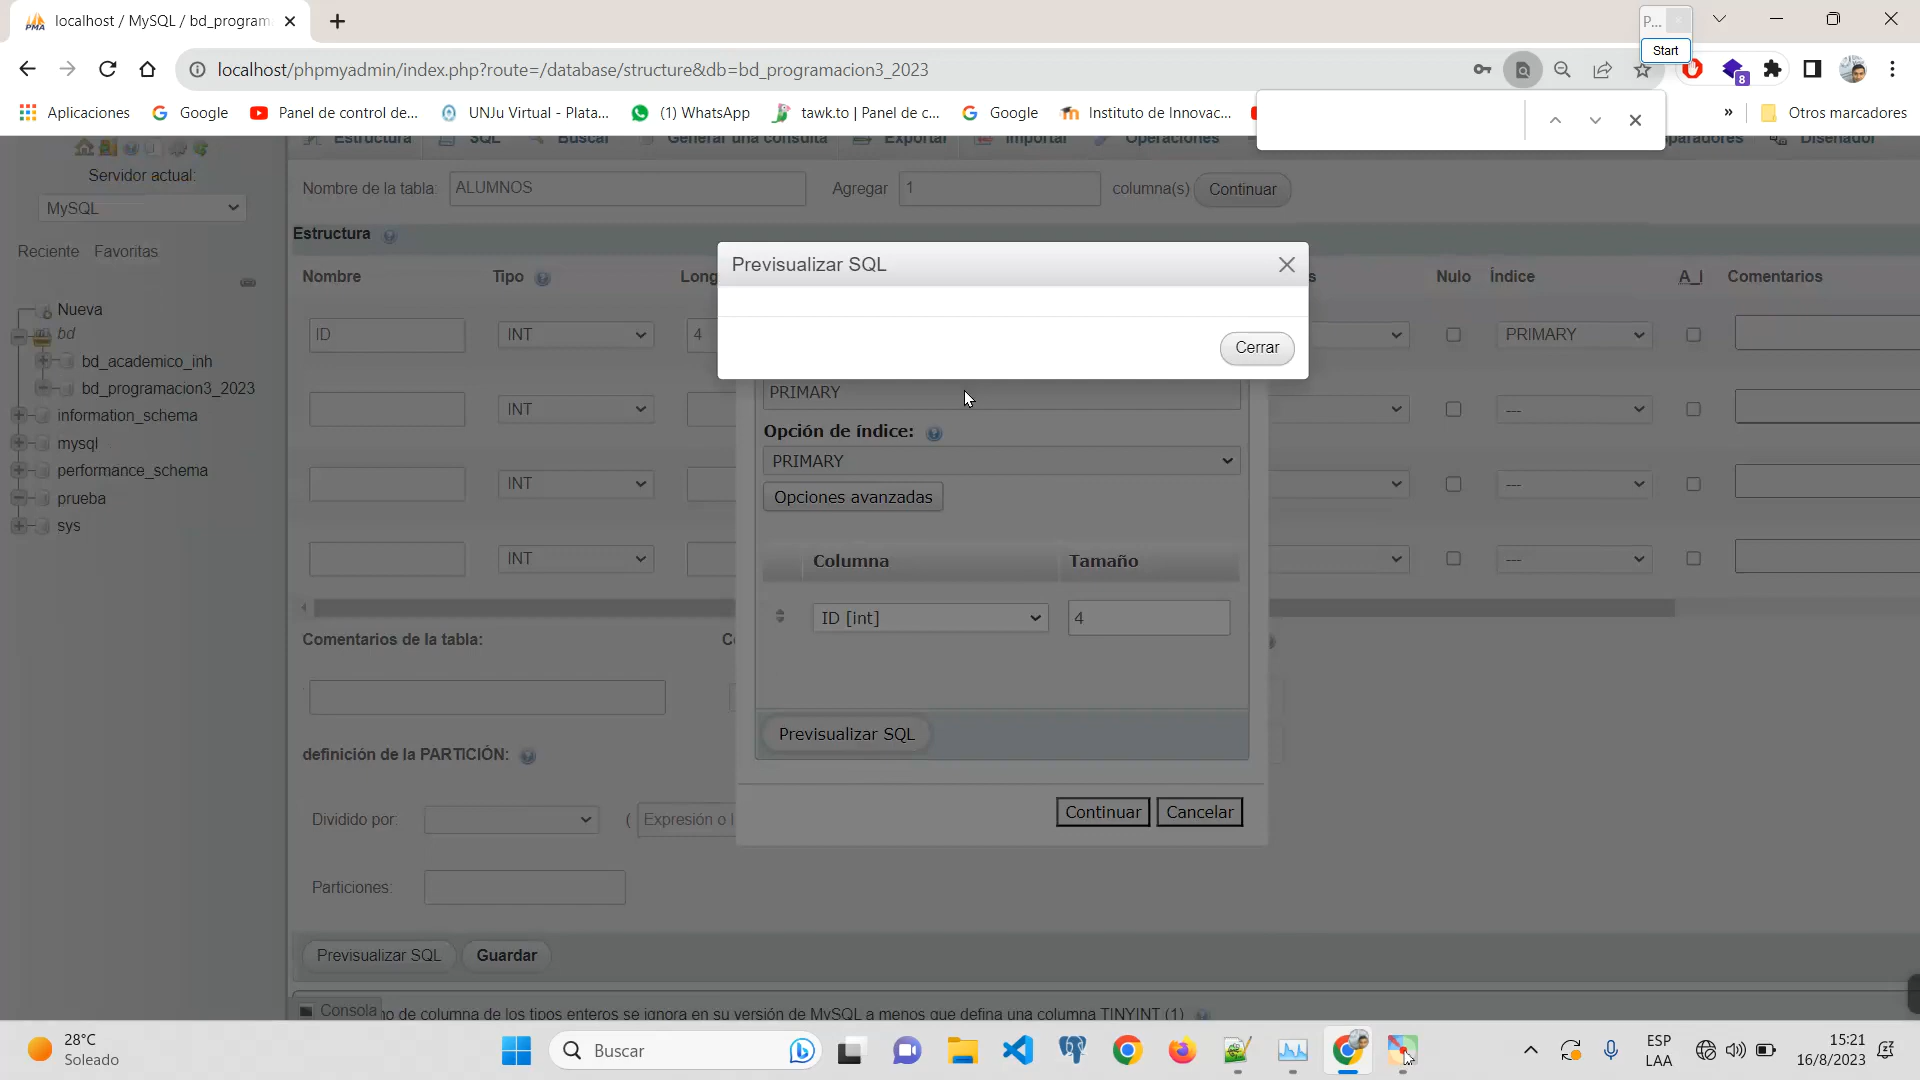 localhost / MySQL / bd_program
P...
Start
localhost/phpmyadmin/index.php?route=/database/structure&db=bd_programacion3_2023
8
Aplicaciones
Google
Panel de control de...
UNJu Virtual - Plata...
(1) WhatsApp
tawk.to | Panel de c...
Google
Instituto de Innovac...
»
Otros marcadores
Estructura
SQL
Buscar
Generar una consulta
Exportar
Importar
Operaciones
Diseñador
Servidor actual:
MySQL
Reciente
Favoritas
Nueva
bd
bd_academico_inh
bd_programacion3_2023
information_schema
mysql
performance_schema
prueba
sys
Nombre de la tabla:
ALUMNOS
Agregar
1
columna(s)
Continuar
Estructura
Nombre
Tipo
Long
s
Nulo
Índice
A_I
Comentarios
ID
INT
4
PRIMARY
INT
---
INT
---
INT
---
Previsualizar SQL
Cerrar
PRIMARY
Opción de índice:
PRIMARY
Opciones avanzadas
Columna
Tamaño
ID [int]
4
Previsualizar SQL
Continuar
Cancelar
Comentarios de la tabla:
definición de la PARTICIÓN:
Dividido por:
( Expresión o l
Particiones:
Previsualizar SQL
Guardar
Consola
no de columna de los tipos enteros se ignora en su versión de MySQL a menos que defina una columna TINYINT (1)
28°C
Soleado
Buscar
ESP
LAA
15:21
16/8/2023